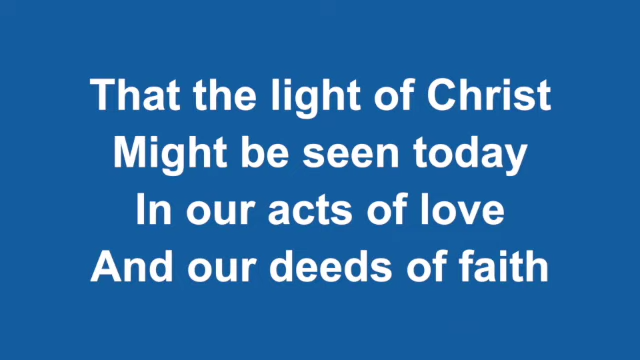 That the light of Christ
Might be seen today
In our acts of love
And our deeds of faith